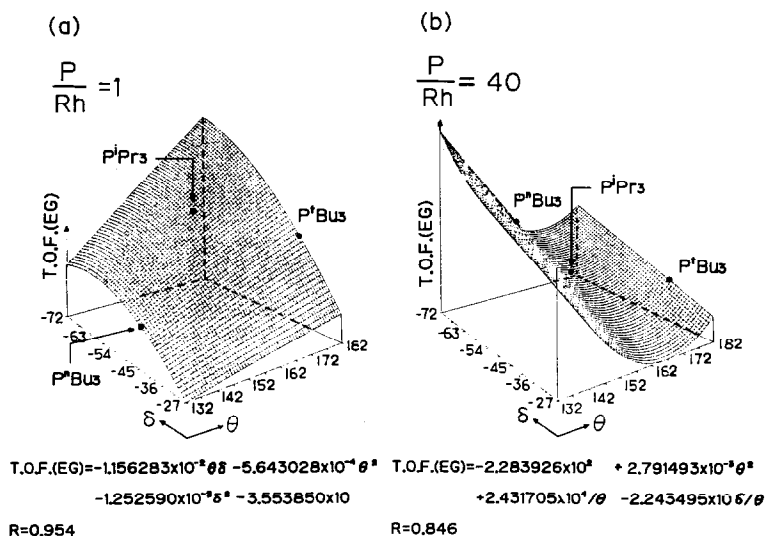 (a)
P/Rh = 1
PⁱPr₃
PᵗBu₃
T.O.F.(EG)
-72
-63
-54
-45
-36
-27
PⁿBu₃
132
142
152
162
172
182
δ
θ
T.O.F.(EG)=-1.156283x10⁻²θδ -5.643028x10⁻⁴θ²
-1.252590x10⁻³δ² -3.553850x10
R=0.954
(b)
P/Rh = 40
PⁿBu₃
PⁱPr₃
PᵗBu₃
T.O.F.(EG)
-72
-63
-54
-45
-36
-27
132
142
152
162
172
182
δ
θ
T.O.F.(EG)=-2.283926x10² +2.791493x10⁻³θ²
+2.431705x10⁴/θ -2.243495x10δ/θ
R=0.846